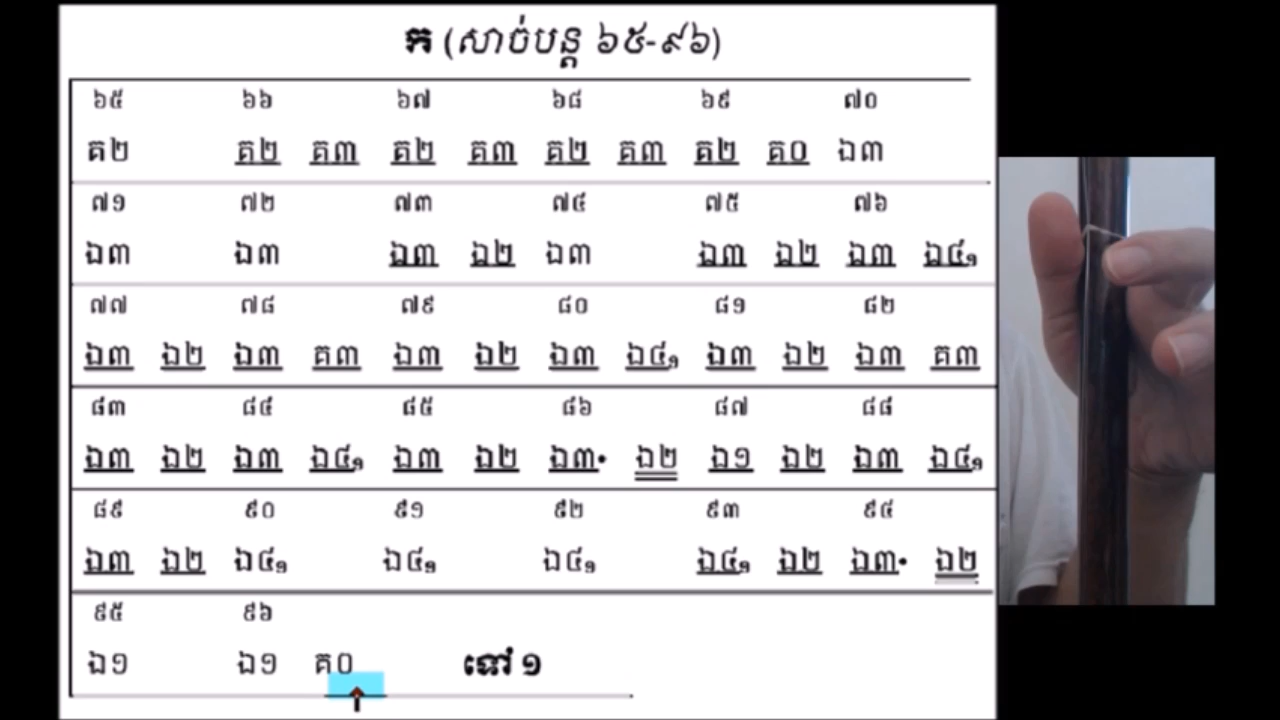 ក (សាច់បន្ត ៦៥-៩៦)
៦៥ ៦៦ ៦៧ ៦៨ ៦៩ ៧០
គ២ គ២ គ៣ គ២ គ៣ គ២ គ៣ គ២ គ០ ឯ៣
៧១ ៧២ ៧៣ ៧៤ ៧៥ ៧៦
ឯ៣ ឯ៣ ឯ៣ ឯ២ ឯ៣ ឯ៣ ឯ២ ឯ៣ ឯ៤១
៧៧ ៧៨ ៧៩ ៨០ ៨១ ៨២
ឯ៣ ឯ២ ឯ៣ គ៣ ឯ៣ ឯ២ ឯ៣ ឯ៤១ ឯ៣ ឯ២ ឯ៣ គ៣
៨៣ ៨៤ ៨៥ ៨៦ ៨៧ ៨៨
ឯ៣ ឯ២ ឯ៣ ឯ៤១ ឯ៣ ឯ២ ឯ៣• ឯ២ ឯ១ ឯ២ ឯ៣ ឯ៤១
៨៩ ៩០ ៩១ ៩២ ៩៣ ៩៤
ឯ៣ ឯ២ ឯ៤១ ឯ៤១ ឯ៤១ ឯ៤១ ឯ២ ឯ៣• ឯ២
៩៥ ៩៦
ឯ១ ឯ១ គ០ ទៅ ១